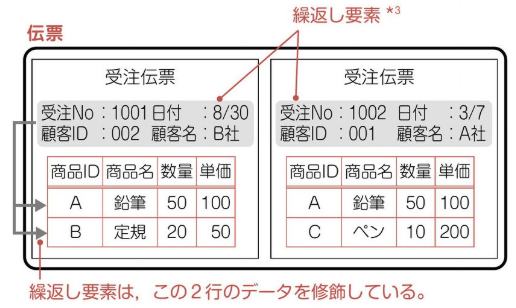 繰返し要素 *3
伝票
受注伝票
受注No：1001 日付　：8/30
顧客ID ：002　顧客名：B社
商品ID 商品名 数量 単価
A 鉛筆 50 100
B 定規 20 50
受注伝票
受注No：1002　日付　：3/7
顧客ID ：001　顧客名：A社
商品ID 商品名 数量 単価
A 鉛筆 50 100
C ペン 10 200
繰返し要素は，この２行のデータを修飾している。